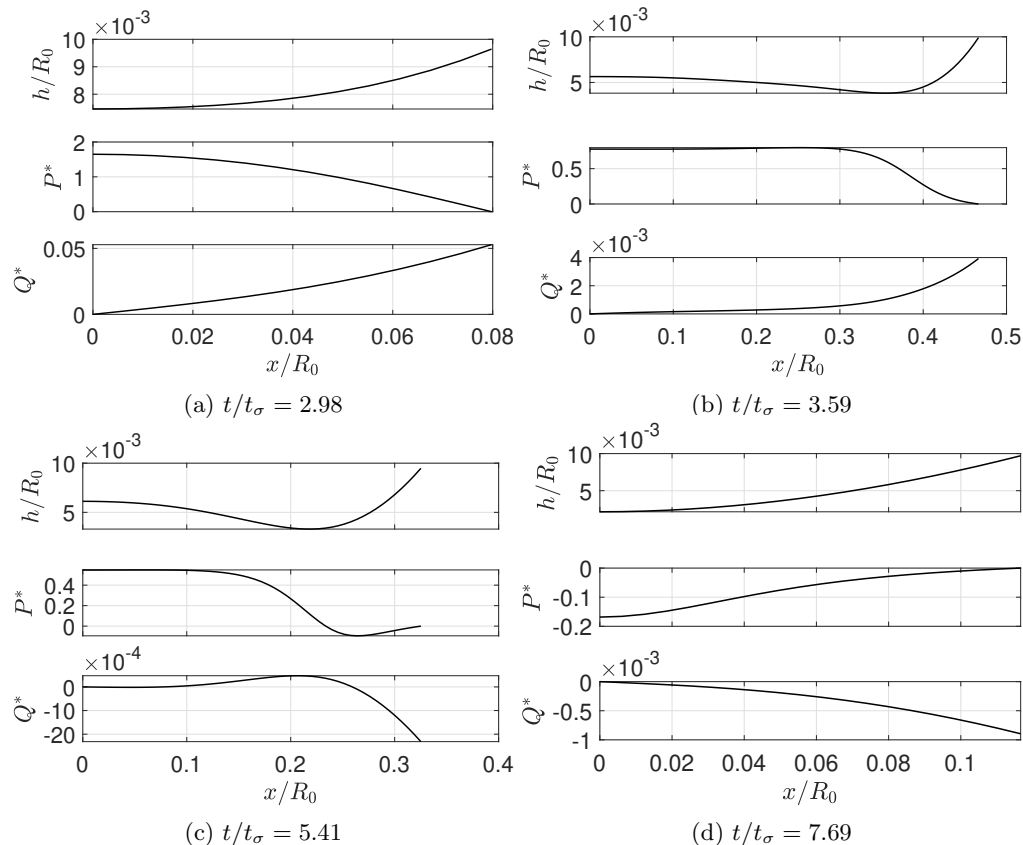 ×10⁻³
10
9
8
h/R₀
2
1
0
P*
0.05
0
Q*
0 0.02 0.04 0.06 0.08
x/R₀
(a) t/tσ = 2.98
×10⁻³
10
5
h/R₀
0.5
0
P*
×10⁻³
4
2
0
Q*
0 0.1 0.2 0.3 0.4 0.5
x/R₀
(b) t/tσ = 3.59
×10⁻³
10
5
h/R₀
0.4
0.2
0
P*
×10⁻⁴
0
-10
-20
Q*
0 0.1 0.2 0.3 0.4
x/R₀
(c) t/tσ = 5.41
×10⁻³
10
5
h/R₀
0
-0.1
-0.2
P*
×10⁻³
0
-0.5
-1
Q*
0 0.02 0.04 0.06 0.08 0.1
x/R₀
(d) t/tσ = 7.69